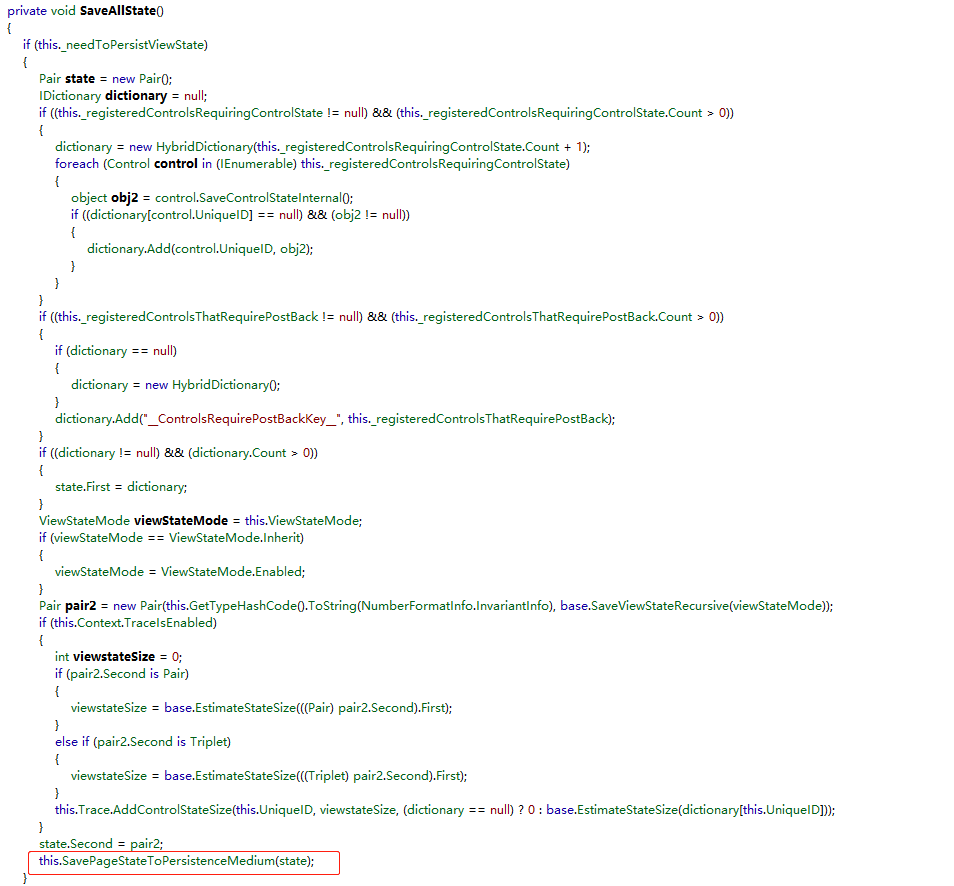 private void SaveAllState()
{
if (this._needToPersistViewState)
{
Pair state = new Pair();
IDictionary dictionary = null;
if ((this._registeredControlsRequiringControlState != null) && (this._registeredControlsRequiringControlState.Count > 0))
{
dictionary = new HybridDictionary(this._registeredControlsRequiringControlState.Count + 1);
foreach (Control control in (IEnumerable) this._registeredControlsRequiringControlState)
{
object obj2 = control.SaveControlStateInternal();
if ((dictionary[control.UniqueID] == null) && (obj2 != null))
{
dictionary.Add(control.UniqueID, obj2);
}
}
}
if ((this._registeredControlsThatRequirePostBack != null) && (this._registeredControlsThatRequirePostBack.Count > 0))
{
if (dictionary == null)
{
dictionary = new HybridDictionary();
}
dictionary.Add("__ControlsRequirePostBackKey__", this._registeredControlsThatRequirePostBack);
}
if ((dictionary != null) && (dictionary.Count > 0))
{
state.First = dictionary;
}
ViewStateMode viewStateMode = this.ViewStateMode;
if (viewStateMode == ViewStateMode.Inherit)
{
viewStateMode = ViewStateMode.Enabled;
}
Pair pair2 = new Pair(this.GetTypeHashCode().ToString(NumberFormatInfo.InvariantInfo), base.SaveViewStateRecursive(viewStateMode));
if (this.Context.TraceIsEnabled)
{
int viewstateSize = 0;
if (pair2.Second is Pair)
{
viewstateSize = base.EstimateStateSize(((Pair) pair2.Second).First);
}
else if (pair2.Second is Triplet)
{
viewstateSize = base.EstimateStateSize(((Triplet) pair2.Second).First);
}
this.Trace.AddControlStateSize(this.UniqueID, viewstateSize, (dictionary == null) ? 0 : base.EstimateStateSize(dictionary[this.UniqueID]));
}
state.Second = pair2;
this.SavePageStateToPersistenceMedium(state);
}